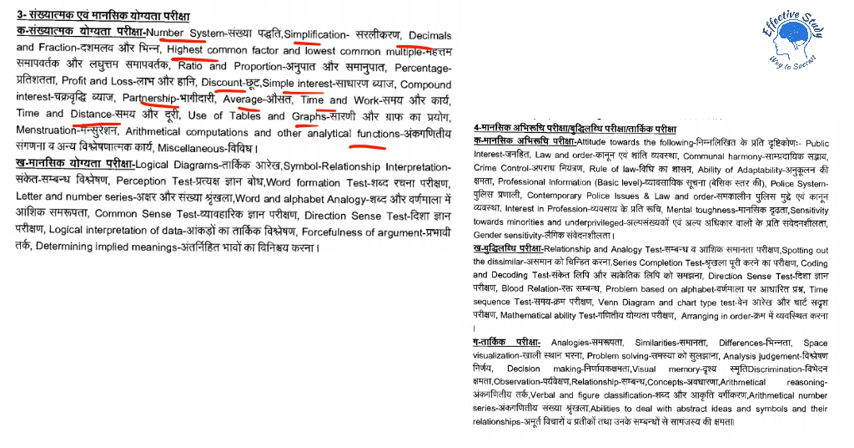 3- संख्यात्मक एवं मानसिक योग्यता परीक्षा
क-संख्यात्मक योग्यता परीक्षा-Number System-संख्या पद्धति,Simplification- सरलीकरण, Decimals
and Fraction-दशमलव और भिन्न, Highest common factor and lowest common multiple-महत्तम
समापवर्तक और लघुत्तम समापवर्तक, Ratio and Proportion-अनुपात और समानुपात, Percentage-
प्रतिशतता, Profit and Loss-लाभ और हानि, Discount-छूट,Simple interest-साधारण ब्याज, Compound
interest-चक्रवृद्धि ब्याज, Partnership-भागीदारी, Average-औसत, Time and Work-समय और कार्य,
Time and Distance-समय और दूरी, Use of Tables and Graphs-सारणी और ग्राफ का प्रयोग,
Menstruation-मेन्सुरेशन, Arithmetical computations and other analytical functions-अंकगणितीय
संगणना व अन्य विश्लेषणात्मक कार्य, Miscellaneous-विविध।
ख-मानसिक योग्यता परीक्षा-Logical Diagrams-तार्किक आरेख,Symbol-Relationship Interpretation-
संकेत-सम्बन्ध विश्लेषण, Perception Test-प्रत्यक्ष ज्ञान बोध,Word formation Test-शब्द रचना परीक्षण,
Letter and number series-अक्षर और संख्या श्रृंखला,Word and alphabet Analogy-शब्द और वर्णमाला में
आंशिक समरूपता, Common Sense Test-व्यावहारिक ज्ञान परीक्षण, Direction Sense Test-दिशा ज्ञान
परीक्षण, Logical interpretation of data-आंकड़ों का तार्किक विश्लेषण, Forcefulness of argument-प्रभावी
तर्क, Determining implied meanings-अंतर्निहित भावों का विनिश्चय करना।
Effective Study
Way to Success
4-मानसिक अभिरूचि परीक्षा/बुद्धिलब्धि परीक्षा/तार्किक परीक्षा
क-मानसिक अभिरूचि परीक्षा-Attitude towards the following-निम्नलिखित के प्रति दृष्टिकोणः- Public
Interest-जनहित, Law and order-कानून एवं शांति व्यवस्था, Communal harmony-साम्प्रदायिक सद्भाव,
Crime Control-अपराध नियंत्रण, Rule of law-विधि का शासन, Ability of Adaptability-अनुकूलन की
क्षमता, Professional Information (Basic level)-व्यावसायिक सूचना (बेसिक स्तर की), Police System-
पुलिस प्रणाली, Contemporary Police Issues & Law and order-समकालीन पुलिस मुद्दे एवं कानून
व्यवस्था, Interest in Profession-व्यवसाय के प्रति रूचि, Mental toughness-मानसिक दृढ़ता,Sensitivity
towards minorities and underprivileged-अल्पसंख्यकों एवं अल्प अधिकार वालों के प्रति संवेदनशीलता,
Gender sensitivity-लैंगिक संवेदनशीलता।
ख-बुद्धिलब्धि परीक्षा-Relationship and Analogy Test-सम्बन्ध व आंशिक समानता परीक्षण,Spotting out
the dissimilar-असमान को चिन्हित करना,Series Completion Test-श्रृंखला पूरी करने का परीक्षण, Coding
and Decoding Test-संकेत लिपि और सांकेतिक लिपि को समझना, Direction Sense Test-दिशा ज्ञान
परीक्षण, Blood Relation-रक्त सम्बन्ध, Problem based on alphabet-वर्णमाला पर आधारित प्रश्न, Time
sequence Test-समय-क्रम परीक्षण, Venn Diagram and chart type test-वेन आरेख और चार्ट सदृश
परीक्षण, Mathematical ability Test-गणितीय योग्यता परीक्षण, Arranging in order-क्रम में व्यवस्थित करना
।
ग-तार्किक परीक्षा- Analogies-समरूपता, Similarities-समानता, Differences-भिन्नता, Space
visualization-खाली स्थान भरना, Problem solving-समस्या को सुलझाना, Analysis judgement-विश्लेषण
निर्णय, Decision making-निर्णायकक्षमता,Visual memory-दृश्य स्मृतिDiscrimination-विभेदन
क्षमता,Observation-पर्यवेक्षण,Relationship-सम्बन्ध,Concepts-अवधारणा,Arithmetical reasoning-
अंकगणितीय तर्क,Verbal and figure classification-शब्द और आकृति वर्गीकरण,Arithmetical number
series-अंकगणितीय संख्या श्रृंखला,Abilities to deal with abstract ideas and symbols and their
relationships-अमूर्त विचारों व प्रतीकों तथा उनके सम्बन्धों से सामंजस्य की क्षमता।